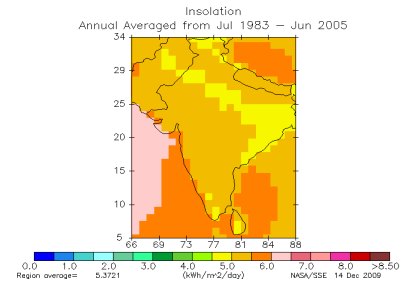 Insolation
Annual Averaged from Jul 1983 – Jun 2005
34
29
25
20
15
10
5
66 69 73 77 81 84 88
0.0 1.0 2.0 3.0 4.0 5.0 6.0 7.0 8.0 >8.50
Region average= 5.3721 (kWh/m^2/day) NASA/SSE 14 Dec 2009